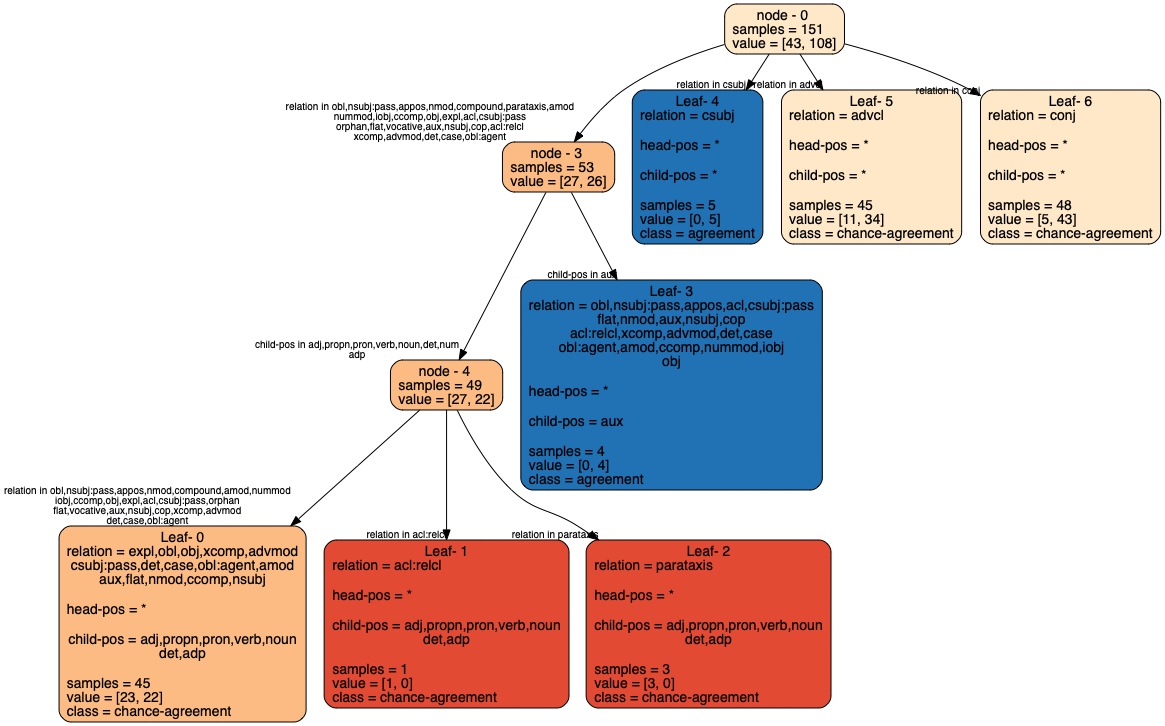 node - 0
samples = 151
value = [43, 108]
relation in csubj
relation in advcl
relation in conj
relation in obl,nsubj:pass,appos,nmod,compound,parataxis,amod
nummod,iobj,ccomp,obj,expl,acl,csubj:pass
orphan,flat,vocative,aux,nsubj,cop,acl:relcl
xcomp,advmod,det,case,obl:agent
node - 3
samples = 53
value = [27, 26]
Leaf- 4
relation = csubj
head-pos = *
child-pos = *
samples = 5
value = [0, 5]
class = agreement
Leaf- 5
relation = advcl
head-pos = *
child-pos = *
samples = 45
value = [11, 34]
class = chance-agreement
Leaf- 6
relation = conj
head-pos = *
child-pos = *
samples = 48
value = [5, 43]
class = chance-agreement
child-pos in aux
Leaf- 3
relation = obl,nsubj:pass,appos,acl,csubj:pass
flat,nmod,aux,nsubj,cop
acl:relcl,xcomp,advmod,det,case
obl:agent,amod,ccomp,nummod,iobj
obj
head-pos = *
child-pos = aux
samples = 4
value = [0, 4]
class = agreement
child-pos in adj,propn,pron,verb,noun,det,num
adp
node - 4
samples = 49
value = [27, 22]
relation in obl,nsubj:pass,appos,nmod,compound,amod,nummod
iobj,ccomp,obj,expl,acl,csubj:pass,orphan
flat,vocative,aux,nsubj,cop,xcomp,advmod
det,case,obl:agent
relation in acl:relcl
relation in parataxis
Leaf- 0
relation = expl,obl,obj,xcomp,advmod
csubj:pass,det,case,obl:agent,amod
aux,flat,nmod,ccomp,nsubj
head-pos = *
child-pos = adj,propn,pron,verb,noun
det,adp
samples = 45
value = [23, 22]
class = chance-agreement
Leaf- 1
relation = acl:relcl
head-pos = *
child-pos = adj,propn,pron,verb,noun
det,adp
samples = 1
value = [1, 0]
class = chance-agreement
Leaf- 2
relation = parataxis
head-pos = *
child-pos = adj,propn,pron,verb,noun
det,adp
samples = 3
value = [3, 0]
class = chance-agreement